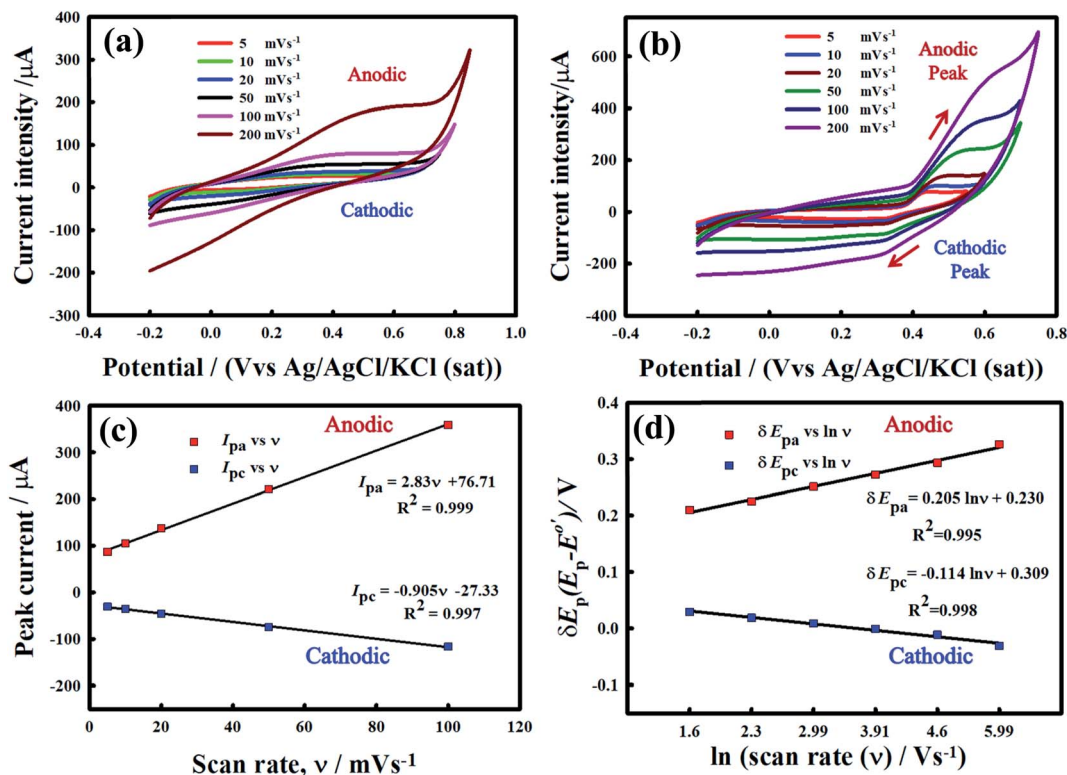 400
300
200
100
0
-100
-200
-300
Current intensity /μA
(a)
5 mVs-1
10 mVs-1
20 mVs-1
50 mVs-1
100 mVs-1
200 mVs-1
Anodic
Cathodic
-0.4 -0.2 0.0 0.2 0.4 0.6 0.8 1.0
Potential / (Vvs Ag/AgCl/KCl (sat))
600
400
200
0
-200
-400
Current intensity/μA
(b)
5 mVs-1
10 mVs-1
20 mVs-1
50 mVs-1
100 mVs-1
200 mVs-1
Anodic
Peak
Cathodic
Peak
-0.4 -0.2 0.0 0.2 0.4 0.6 0.8
Potential / (Vvs Ag/AgCl/KCl (sat))
400
300
200
100
0
-100
-200
Peak current / μA
(c)
Ipa vs ν
Ipc vs ν
Anodic
Ipa = 2.83ν +76.71
R2 = 0.999
Ipc = -0.905ν -27.33
R2 = 0.997
Cathodic
0 20 40 60 80 100 120
Scan rate, ν / mVs-1
0.4
0.3
0.2
0.1
0.0
-0.1
δEp(Ep-Eo')/V
(d)
δ Epa vs ln ν
δ Epc vs ln ν
Anodic
δ Epa = 0.205 lnν + 0.230
R2=0.995
δ Epc = -0.114 lnν + 0.309
R2=0.998
Cathodic
1.6 2.3 2.99 3.91 4.6 5.99
ln (scan rate (ν) / Vs-1)